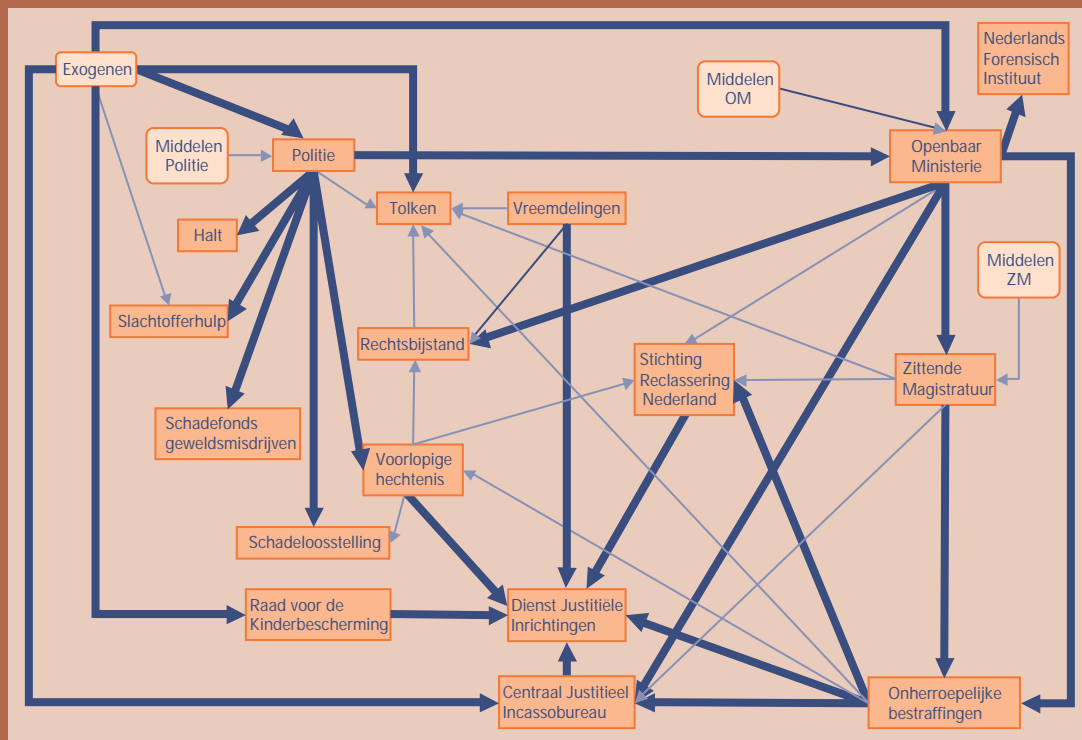 Nederlands
Forensisch
Instituut
Exogenen
Middelen
OM
Middelen
Politie
Politie
Openbaar
Ministerie
Tolken
Vreemdelingen
Halt
Middelen
ZM
Slachtofferhulp
Rechtsbijstand
Stichting
Reclassering
Nederland
Zittende
Magistratuur
Schadefonds
geweldsmisdrijven
Voorlopige
hechtenis
Schadeloosstelling
Raad voor de
Kinderbescherming
Dienst Justitiële
Inrichtingen
Centraal Justitieel
Incassobureau
Onherroepelijke
bestraffingen